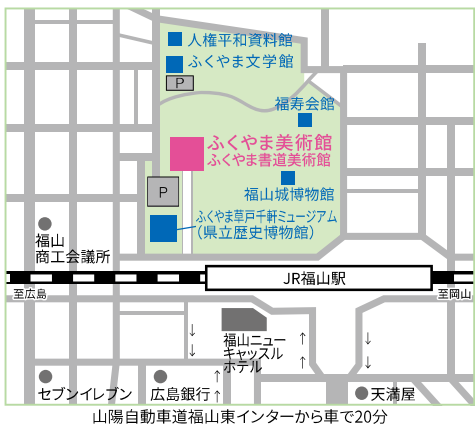 人権平和資料館
ふくやま文学館
P
福寿会館
ふくやま美術館
ふくやま書道美術館
P
福山城博物館
ふくやま草戸千軒ミュージアム
（県立歴史博物館）
福山
商工会議所
JR福山駅
至広島
至岡山
福山ニュー
キャッスル
ホテル
↓
↓
↑
↑
↓
↓
↑
↑
セブンイレブン
広島銀行
天満屋
山陽自動車道福山東インターから車で20分